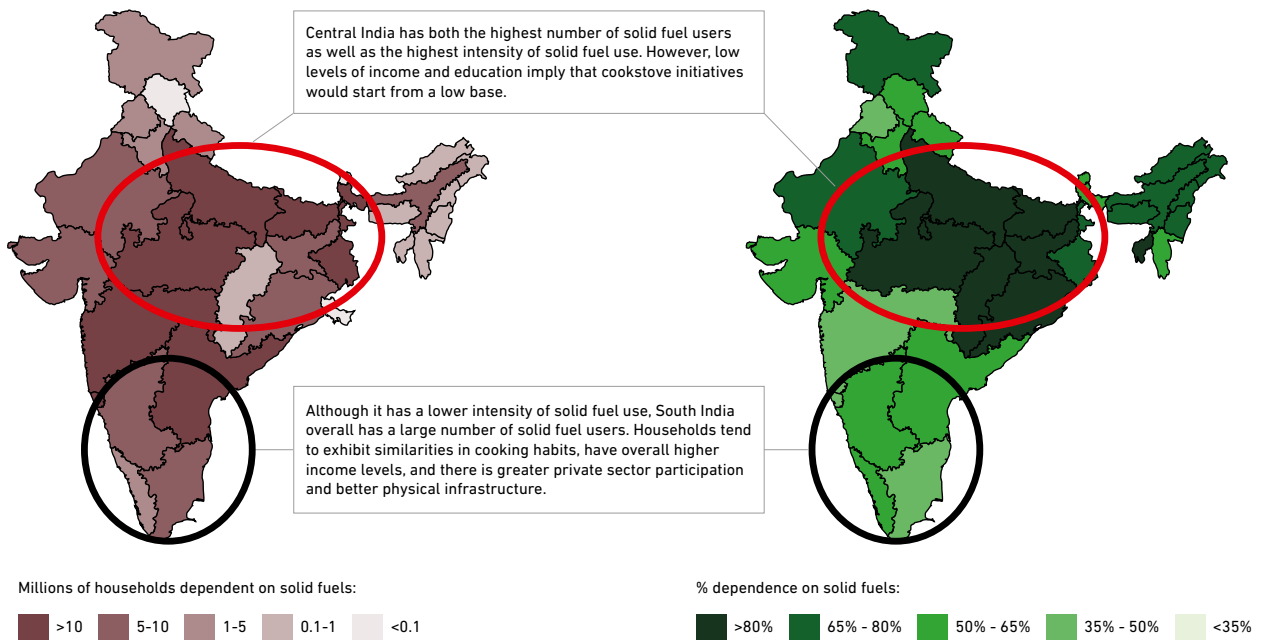 Central India has both the highest number of solid fuel users
as well as the highest intensity of solid fuel use. However, low
levels of income and education imply that cookstove initiatives
would start from a low base.
Although it has a lower intensity of solid fuel use, South India
overall has a large number of solid fuel users. Households tend
to exhibit similarities in cooking habits, have overall higher
income levels, and there is greater private sector participation
and better physical infrastructure.
Millions of households dependent on solid fuels:
>10 5-10 1-5 0.1-1 <0.1
% dependence on solid fuels:
>80% 65% - 80% 50% - 65% 35% - 50% <35%